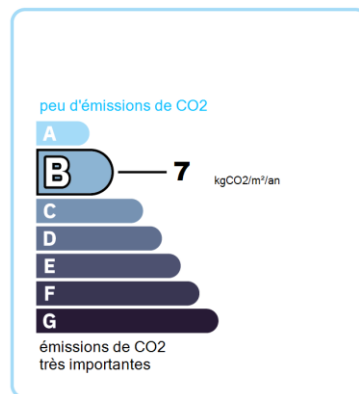 peu d'émissions de CO2
A
B 7 kgCO2/m²/an
C
D
E
F
G
émissions de CO2
très importantes